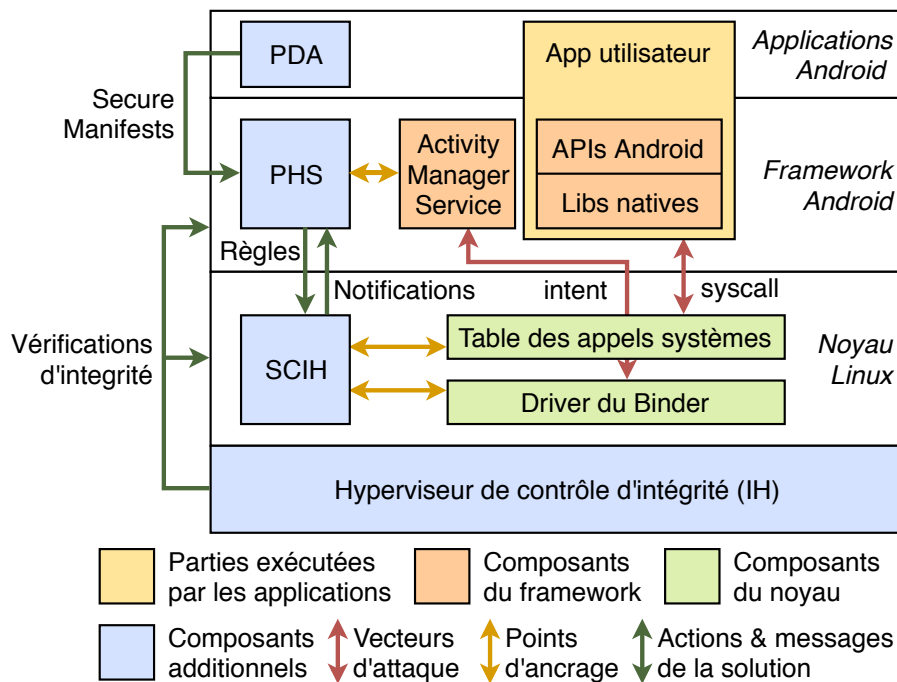 PDA
App utilisateur
Applications
Android
Secure
Manifests
PHS
Activity
Manager
Service
APIs Android
Libs natives
Framework
Android
Règles
Notifications
intent
syscall
Vérifications
d'integrité
SCIH
Table des appels systèmes
Driver du Binder
Noyau
Linux
Hyperviseur de contrôle d'intégrité (IH)
Parties exécutées
par les applications
Composants
du framework
Composants
du noyau
Composants
additionnels
Vecteurs
d'attaque
Points
d'ancrage
Actions & messages
de la solution